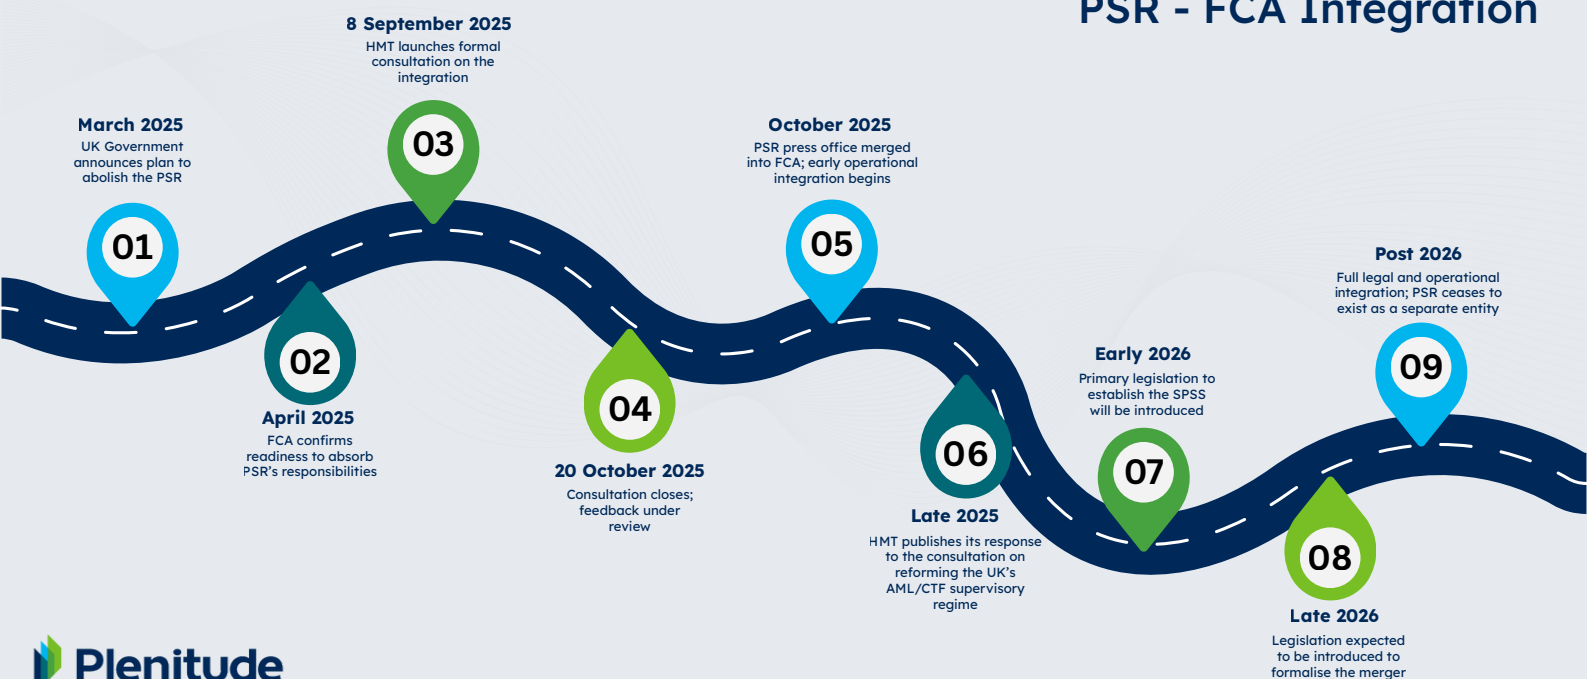 PSR - FCA Integration
March 2025
UK Government
announces plan to
abolish the PSR
01
02
April 2025
FCA confirms
readiness to absorb
PSR's responsibilities
8 September 2025
HMT launches formal
consultation on the
integration
03
04
20 October 2025
Consultation closes;
feedback under
review
October 2025
PSR press office merged
into FCA; early operational
integration begins
05
06
Late 2025
HMT publishes its response
to the consultation on
reforming the UK's
AML/CTF supervisory
regime
Early 2026
Primary legislation to
establish the SPSS
will be introduced
07
08
Late 2026
Legislation expected
to be introduced to
formalise the merger
Post 2026
Full legal and operational
integration; PSR ceases to
exist as a separate entity
09
Plenitude